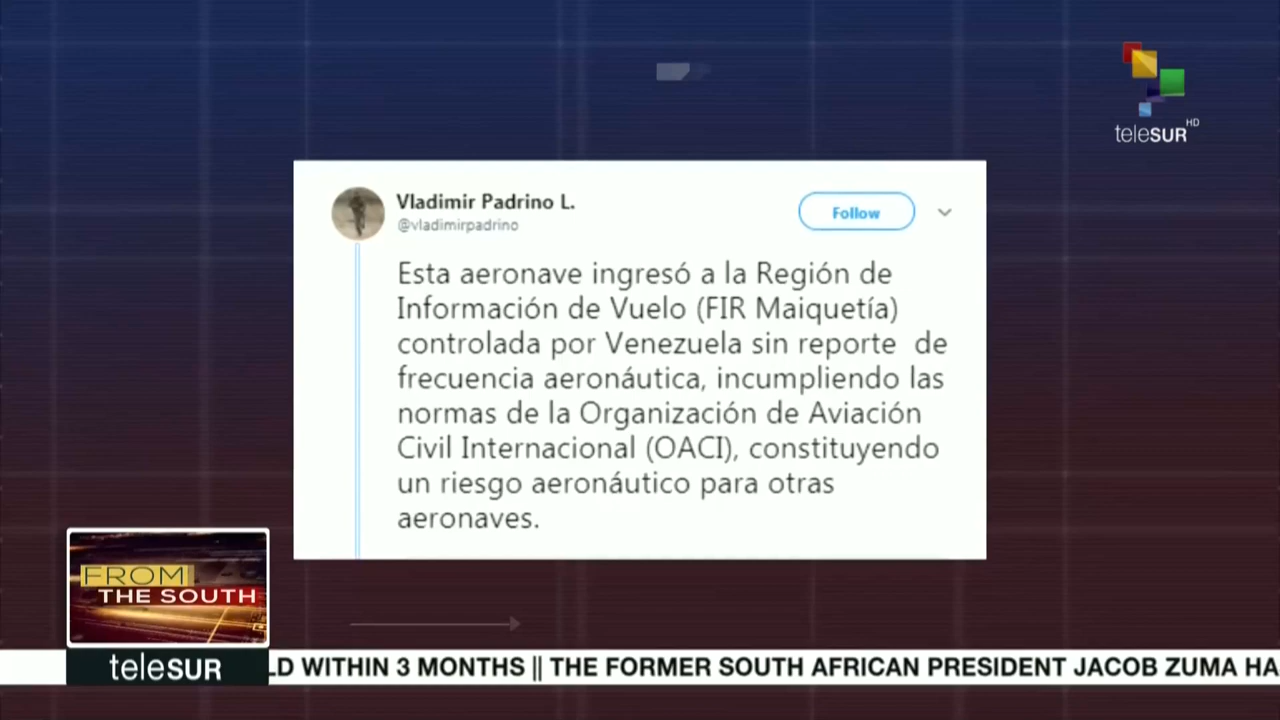 teleSUR HD
Vladimir Padrino L.
@vladimirpadrino
Follow
Esta aeronave ingresó a la Región de
Información de Vuelo (FIR Maiquetía)
controlada por Venezuela sin reporte de
frecuencia aeronáutica, incumpliendo las
normas de la Organización de Aviación
Civil Internacional (OACI), constituyendo
un riesgo aeronáutico para otras
aeronaves.
FROM
THE SOUTH
teleSUR
LD WITHIN 3 MONTHS || THE FORMER SOUTH AFRICAN PRESIDENT JACOB ZUMA HA